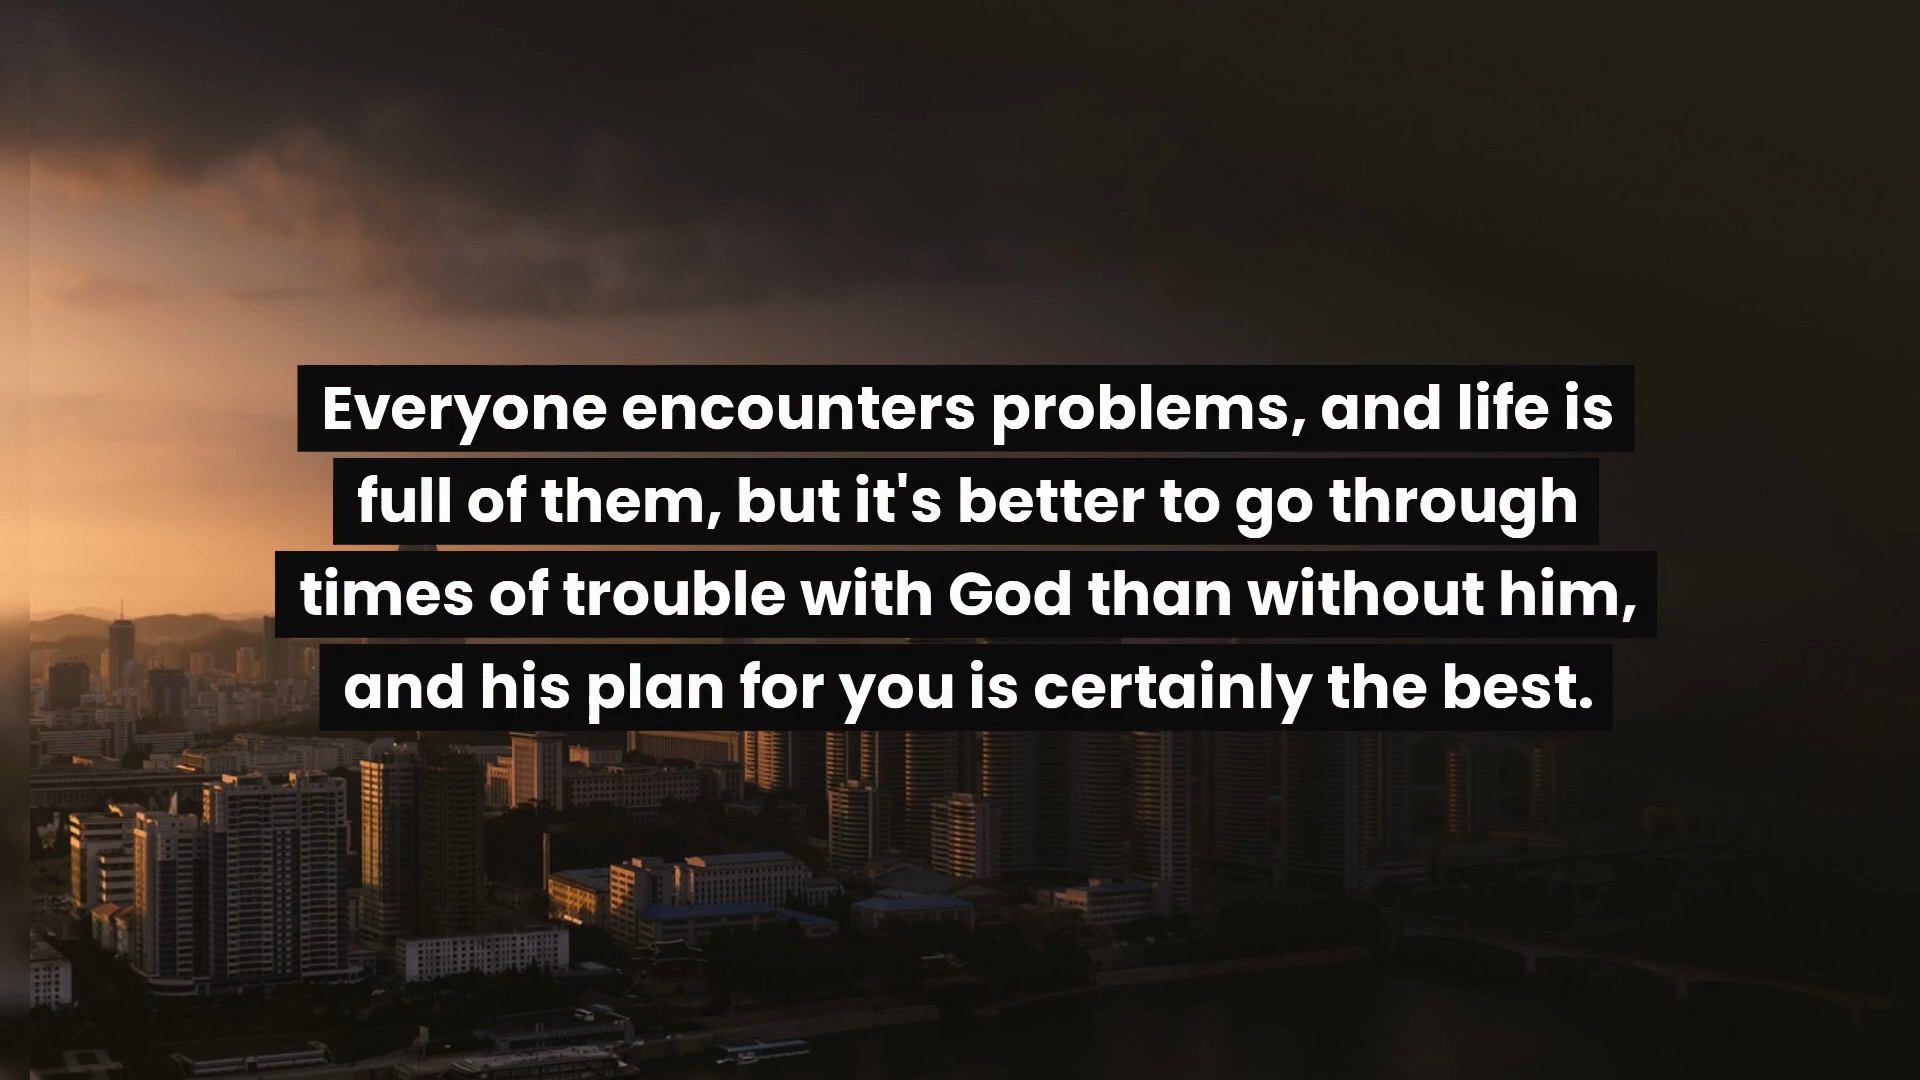 Everyone encounters problems, and life is
full of them, but it's better to go through
times of trouble with God than without him,
and his plan for you is certainly the best.